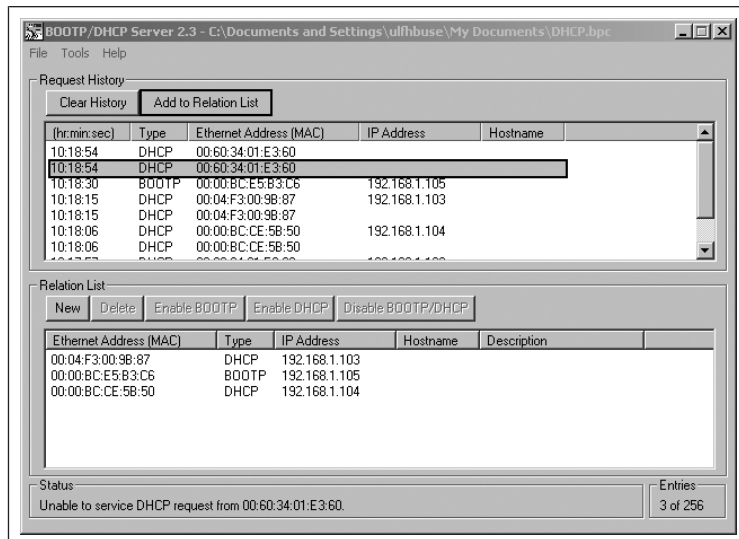 BOOTP/DHCP Server 2.3 - C:\Documents and Settings\ulfhbuse\My Documents\DHCP.bpc
File Tools Help
Request History
Clear History Add to Relation List
(hr:min:sec) Type Ethernet Address (MAC) IP Address Hostname
10:18:54 DHCP 00:60:34:01:E3:60
10:18:54 DHCP 00:60:34:01:E3:60
10:18:30 BOOTP 00:00:BC:E5:B3:C6 192.168.1.105
10:18:15 DHCP 00:04:F3:00:9B:87 192.168.1.103
10:18:15 DHCP 00:04:F3:00:9B:87
10:18:06 DHCP 00:00:BC:CE:5B:50 192.168.1.104
10:18:06 DHCP 00:00:BC:CE:5B:50
Relation List
New Delete Enable BOOTP Enable DHCP Disable BOOTP/DHCP
Ethernet Address (MAC) Type IP Address Hostname Description
00:04:F3:00:9B:87 DHCP 192.168.1.103
00:00:BC:E5:B3:C6 BOOTP 192.168.1.105
00:00:BC:CE:5B:50 DHCP 192.168.1.104
Status Entries
Unable to service DHCP request from 00:60:34:01:E3:60. 3 of 256